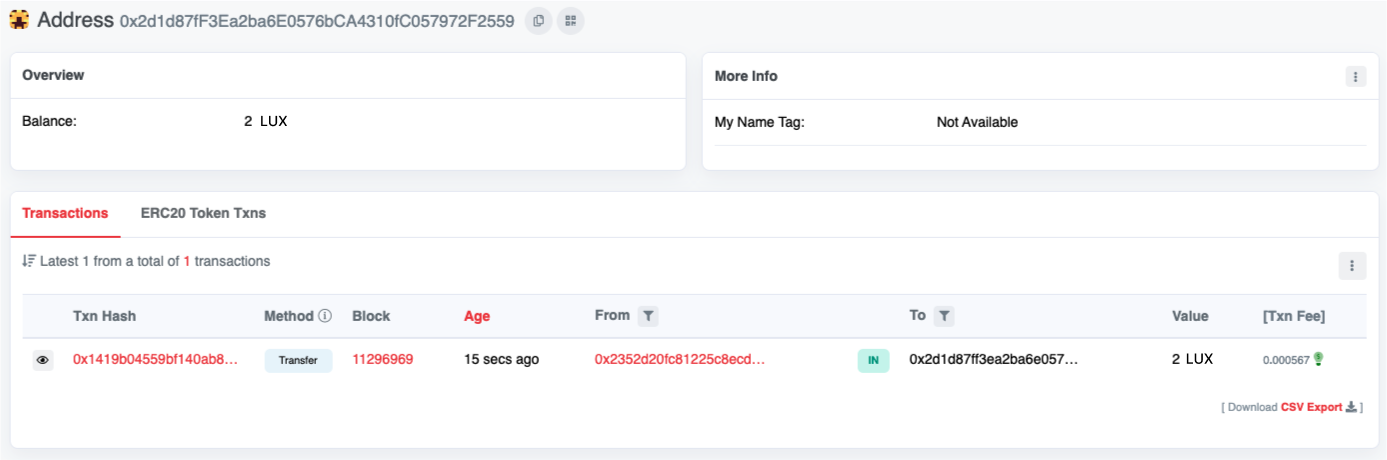 Address 0x2d1d87fF3Ea2ba6E0576bCA4310fC057972F2559
Overview
Balance: 2 LUX
More Info
My Name Tag: Not Available
Transactions ERC20 Token Txns
Latest 1 from a total of 1 transactions
Txn Hash Method Block Age From To Value [Txn Fee]
0x1419b04559bf140ab8... Transfer 11296969 15 secs ago 0x2352d20fc81225c8ecd... IN 0x2d1d87ff3ea2ba6e057... 2 LUX 0.000567
[ Download CSV Export ]